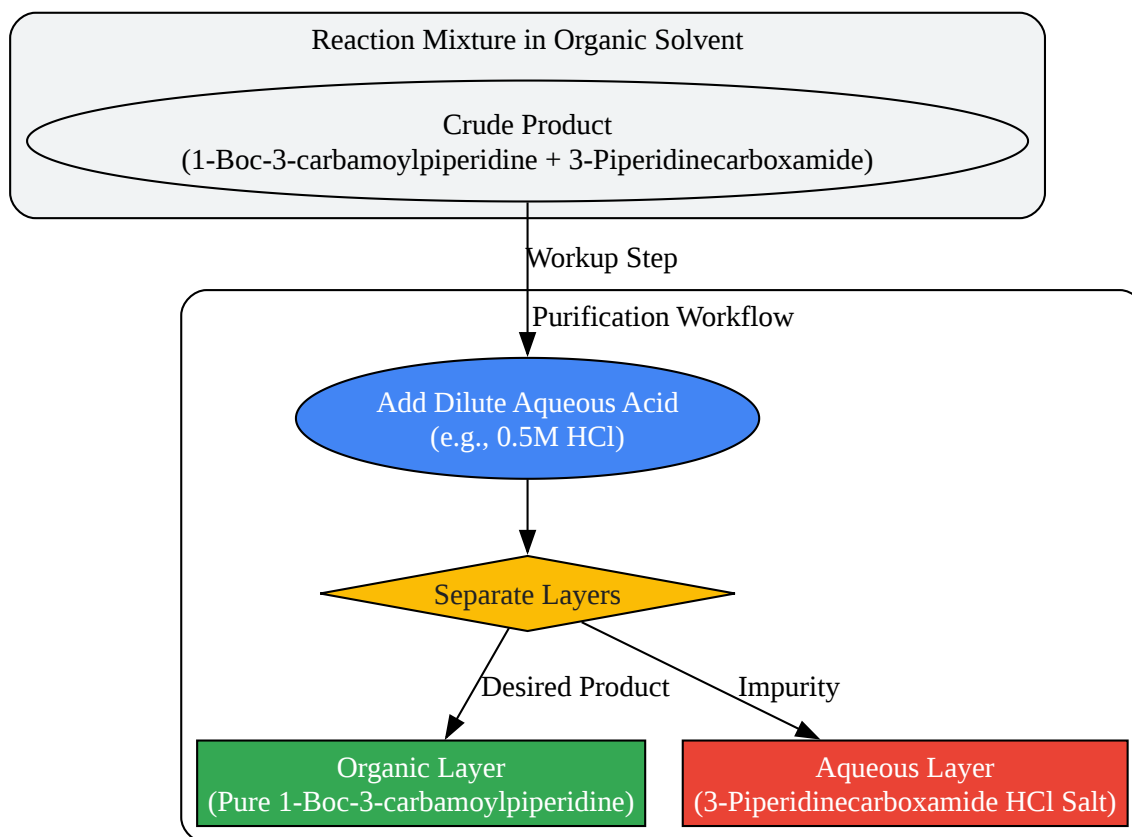 Reaction Mixture in Organic Solvent
Crude Product
(1-Boc-3-carbamoylpiperidine + 3-Piperidinecarboxamide)
Workup Step
Purification Workflow
Add Dilute Aqueous Acid
(e.g., 0.5M HCl)
Separate Layers
Desired Product
Impurity
Organic Layer
(Pure 1-Boc-3-carbamoylpiperidine)
Aqueous Layer
(3-Piperidinecarboxamide HCl Salt)